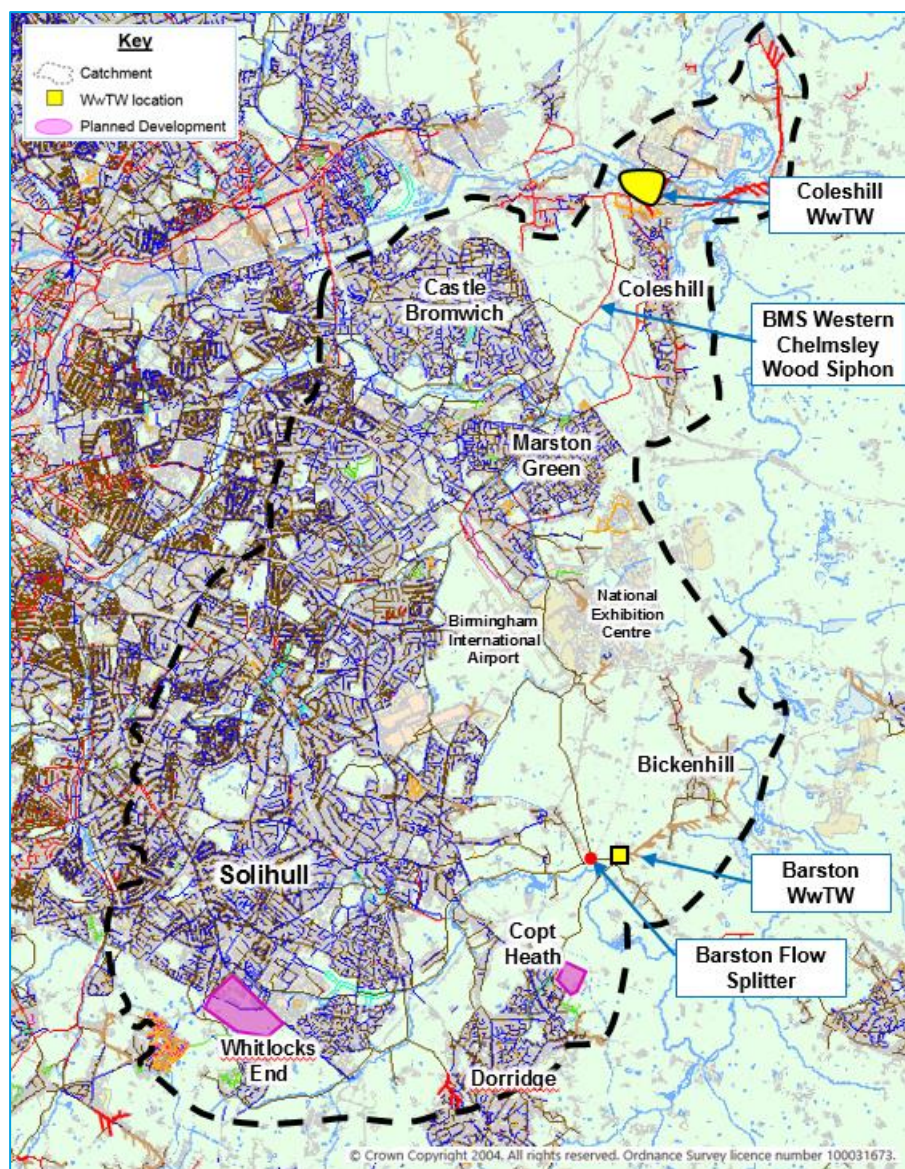 Key
Catchment
WwTW location
Planned Development
Coleshill
WwTW
Castle
Bromwich
Coleshill
BMS Western
Chelmsley
Wood Siphon
Marston
Green
National
Exhibition
Centre
Birmingham
International
Airport
Bickenhill
Solihull
Barston
WwTW
Copt
Heath
Barston Flow
Splitter
Whitlocks
End
Dorridge
© Crown Copyright 2004. All rights reserved. Ordnance Survey licence number 100031673.